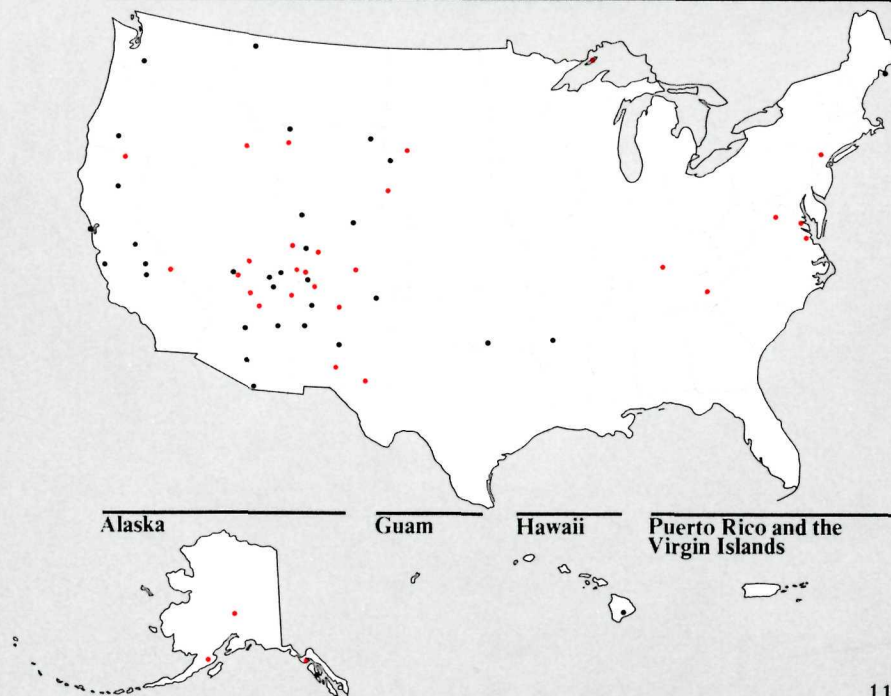 Alaska
Guam
Hawaii
Puerto Rico and the
Virgin Islands
11